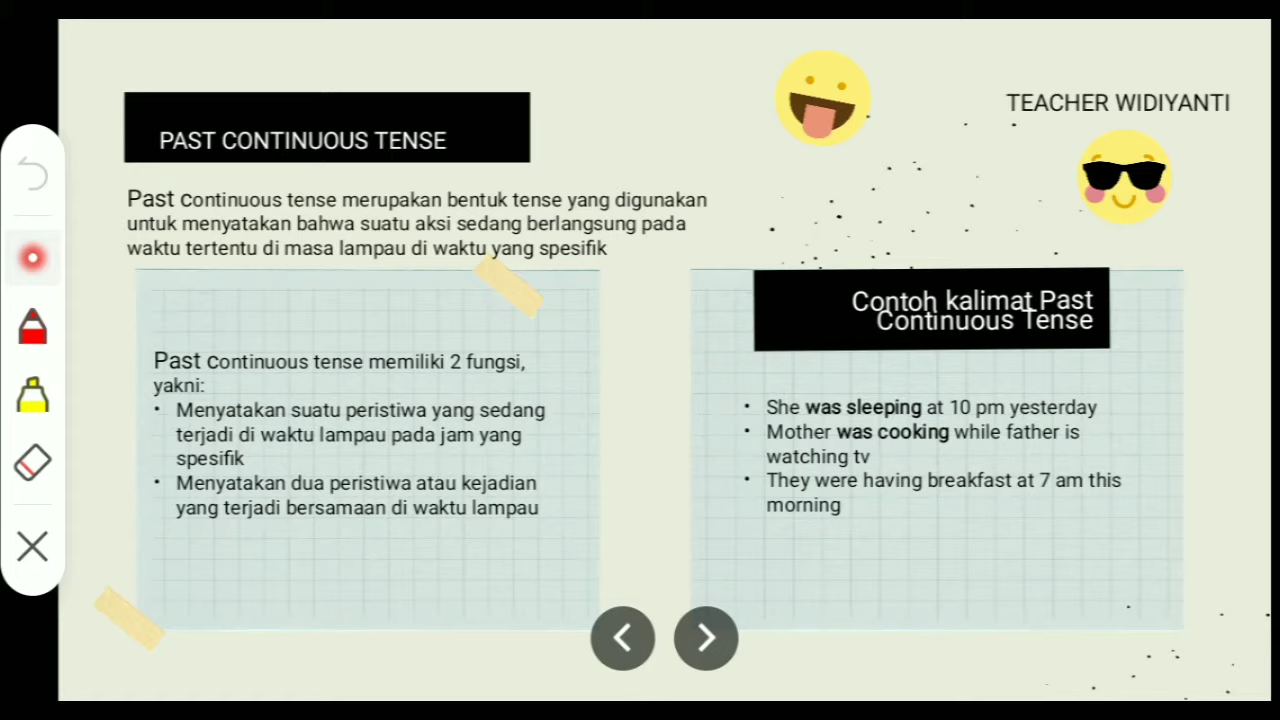 TEACHER WIDIYANTI
PAST CONTINUOUS TENSE
Past Continuous tense merupakan bentuk tense yang digunakan
untuk menyatakan bahwa suatu aksi sedang berlangsung pada
waktu tertentu di masa lampau di waktu yang spesifik
Past Continuous tense memiliki 2 fungsi,
yakni:
• Menyatakan suatu peristiwa yang sedang
terjadi di waktu lampau pada jam yang
spesifik
• Menyatakan dua peristiwa atau kejadian
yang terjadi bersamaan di waktu lampau
Contoh kalimat Past
Continuous Tense
• She was sleeping at 10 pm yesterday
• Mother was cooking while father is
watching tv
• They were having breakfast at 7 am this
morning